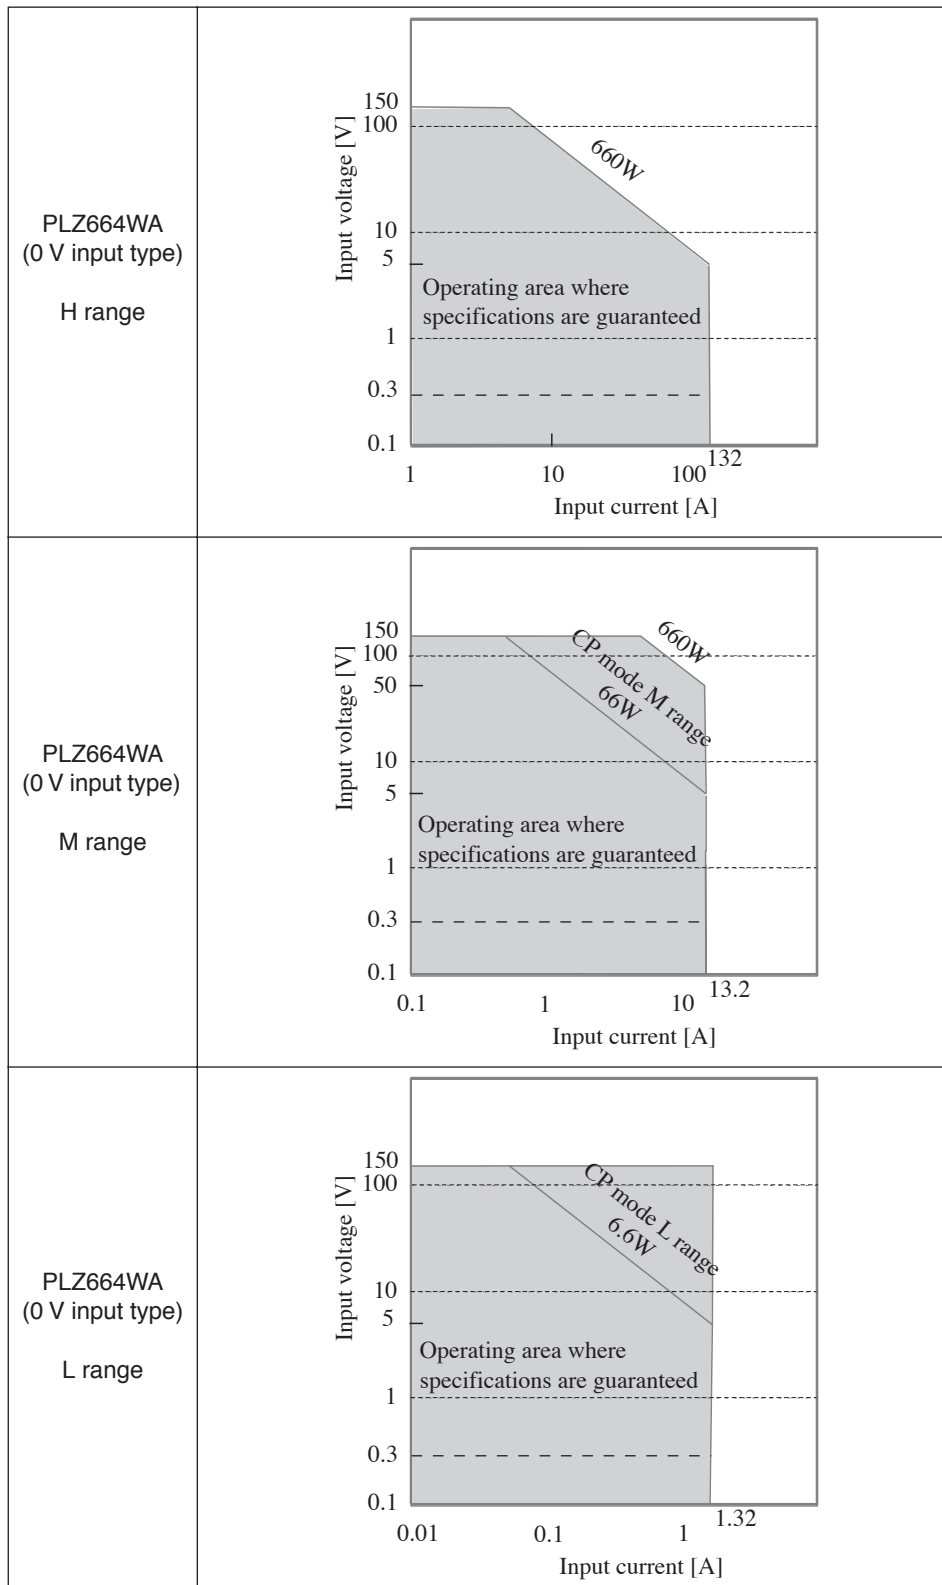 PLZ664WA
(0 V input type)
H range
Input voltage [V]
150
100
10
5
1
0.3
0.1
660W
Operating area where
specifications are guaranteed
1
10
100
132
Input current [A]
PLZ664WA
(0 V input type)
M range
Input voltage [V]
150
100
50
10
5
1
0.3
0.1
660W
CP mode M range
66W
Operating area where
specifications are guaranteed
0.1
1
10
13.2
Input current [A]
PLZ664WA
(0 V input type)
L range
Input voltage [V]
150
100
10
5
1
0.3
0.1
CP mode L range
6.6W
Operating area where
specifications are guaranteed
0.01
0.1
1
1.32
Input current [A]